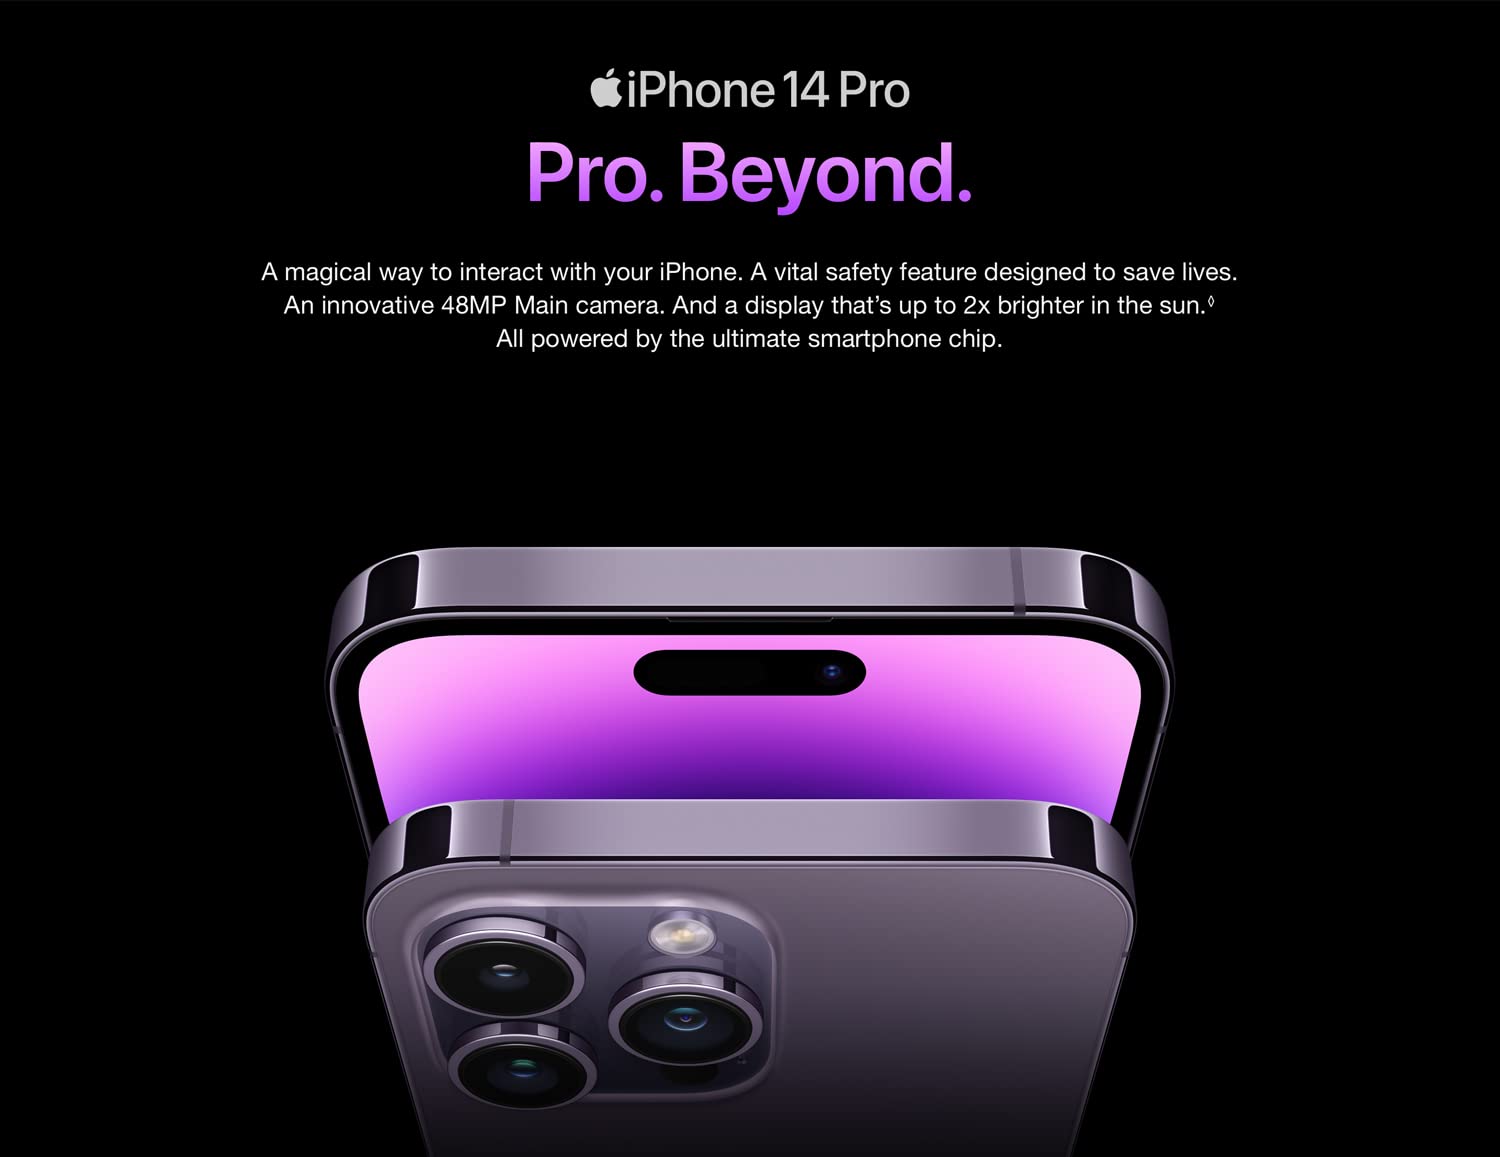 iPhone 14 Pro
Pro. Beyond.
A magical way to interact with your iPhone. A vital safety feature designed to save lives.
An innovative 48MP Main camera. And a display that’s up to 2x brighter in the sun.◊
All powered by the ultimate smartphone chip.